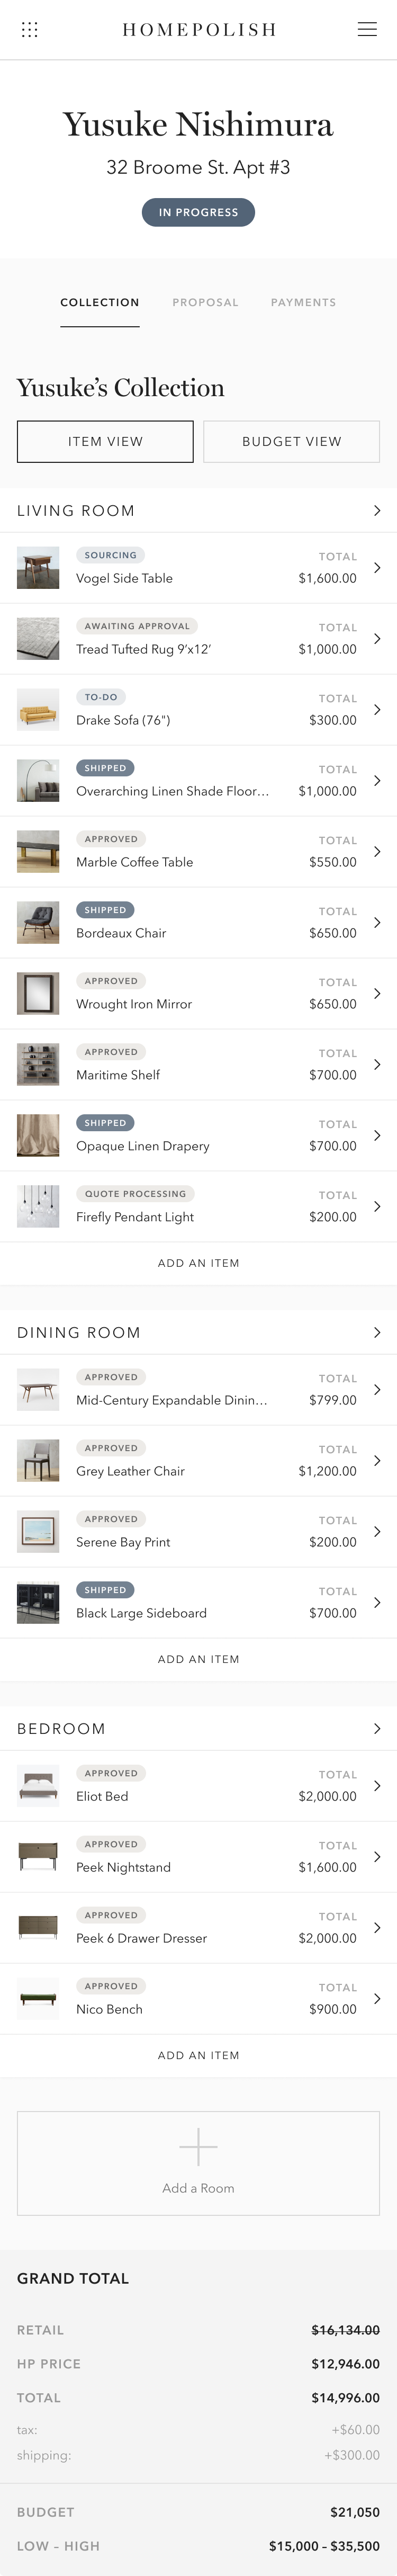 HOMEPOLISH
Yusuke Nishimura
32 Broome St. Apt #3
IN PROGRESS
COLLECTION PROPOSAL PAYMENTS
Yusuke’s Collection
ITEM VIEW BUDGET VIEW
LIVING ROOM
SOURCING TOTAL
Vogel Side Table $1,600.00
AWAITING APPROVAL TOTAL
Tread Tufted Rug 9’x12’ $1,000.00
TO-DO TOTAL
Drake Sofa (76") $300.00
SHIPPED TOTAL
Overarching Linen Shade Floor… $1,000.00
APPROVED TOTAL
Marble Coffee Table $550.00
SHIPPED TOTAL
Bordeaux Chair $650.00
APPROVED TOTAL
Wrought Iron Mirror $650.00
APPROVED TOTAL
Maritime Shelf $700.00
SHIPPED TOTAL
Opaque Linen Drapery $700.00
QUOTE PROCESSING TOTAL
Firefly Pendant Light $200.00
ADD AN ITEM
DINING ROOM
APPROVED TOTAL
Mid-Century Expandable Dinin… $799.00
APPROVED TOTAL
Grey Leather Chair $1,200.00
APPROVED TOTAL
Serene Bay Print $200.00
SHIPPED TOTAL
Black Large Sideboard $700.00
ADD AN ITEM
BEDROOM
APPROVED TOTAL
Eliot Bed $2,000.00
APPROVED TOTAL
Peek Nightstand $1,600.00
APPROVED TOTAL
Peek 6 Drawer Dresser $2,000.00
APPROVED TOTAL
Nico Bench $900.00
ADD AN ITEM
Add a Room
GRAND TOTAL
RETAIL $16,134.00
HP PRICE $12,946.00
TOTAL $14,996.00
tax: +$60.00
shipping: +$300.00
BUDGET $21,050
LOW – HIGH $15,000 – $35,500